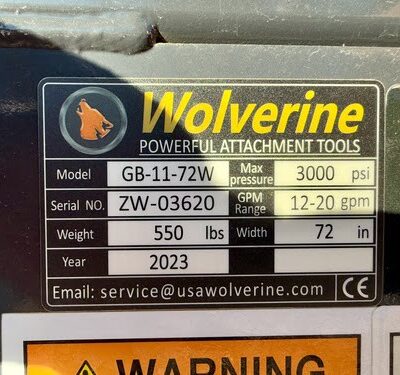 Wolverine
POWERFUL ATTACHMENT TOOLS
Model GB-11-72W Max pressure 3000 psi
Serial NO. ZW-03620 GPM Range 12-20 gpm
Weight 550 lbs Width 72 in
Year 2023
Email: service@usawolverine.com CE
WARNING